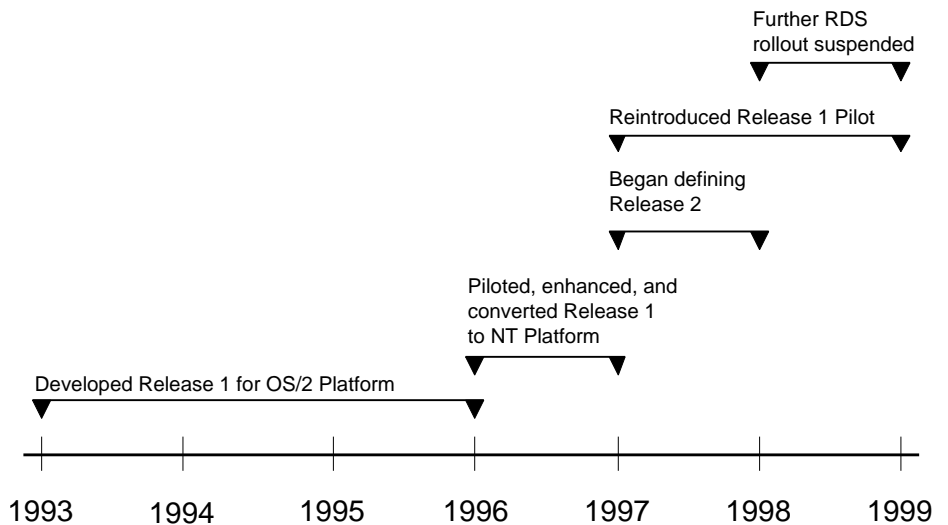 Further RDS
rollout suspended
Reintroduced Release 1 Pilot
Began defining
Release 2
Piloted, enhanced, and
converted Release 1
to NT Platform
Developed Release 1 for OS/2 Platform
1993 1994 1995 1996 1997 1998 1999